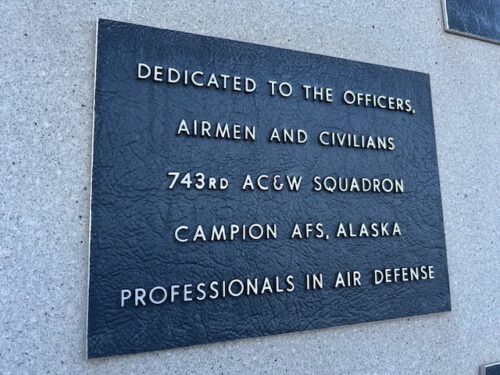 DEDICATED TO THE OFFICERS,
AIRMEN AND CIVILIANS
743RD AC&W SQUADRON
CAMPION AFS, ALASKA
PROFESSIONALS IN AIR DEFENSE